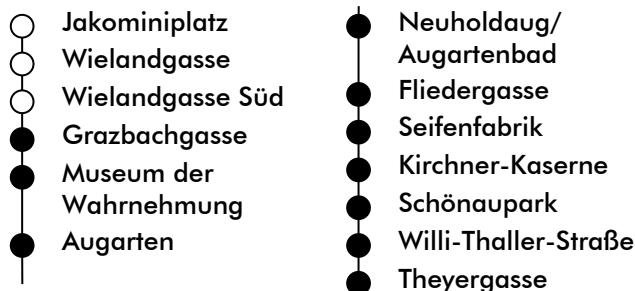 Jakominiplatz
Wielandgasse
Wielandgasse Süd
Grazbachgasse
Museum der
Wahrnehmung
Augarten
Neuholdaug/
Augartenbad
Fliedergasse
Seifenfabrik
Kirchner-Kaserne
Schönaupark
Willi-Thaller-Straße
Theyergasse